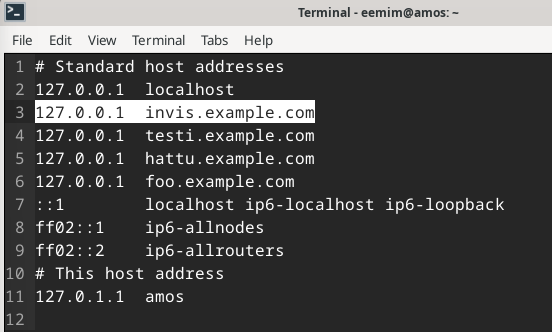 Terminal - eemim@amos: ~
File Edit View Terminal Tabs Help
1 # Standard host addresses
2 127.0.0.1  localhost
3 127.0.0.1  invis.example.com
4 127.0.0.1  testi.example.com
5 127.0.0.1  hattu.example.com
6 127.0.0.1  foo.example.com
7 ::1        localhost ip6-localhost ip6-loopback
8 ff02::1    ip6-allnodes
9 ff02::2    ip6-allrouters
10 # This host address
11 127.0.1.1  amos
12